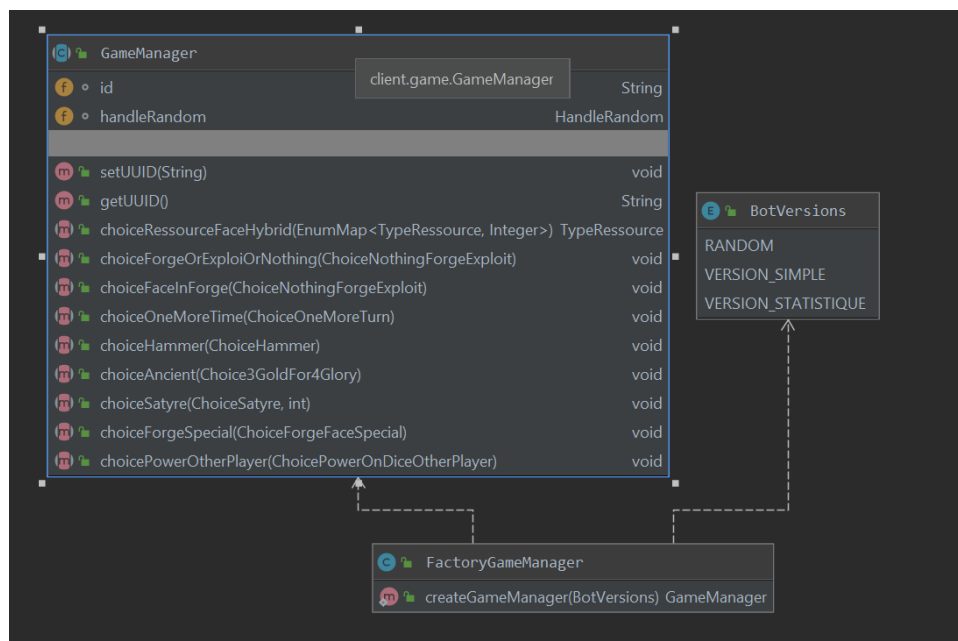 GameManager
client.game.GameManager
id String
handleRandom HandleRandom
setUUID(String) void
getUUID() String
choiceRessourceFaceHybrid(EnumMap<TypeRessource, Integer>) TypeRessource
choiceForgeOrExploiOrNothing(ChoiceNothingForgeExploit) void
choiceFaceInForge(ChoiceNothingForgeExploit) void
choiceOneMoreTime(ChoiceOneMoreTurn) void
choiceHammer(ChoiceHammer) void
choiceAncient(Choice3GoldFor4Glory) void
choiceSatyre(ChoiceSatyre, int) void
choiceForgeSpecial(ChoiceForgeFaceSpecial) void
choicePowerOtherPlayer(ChoicePowerOnDiceOtherPlayer) void
BotVersions
RANDOM
VERSION_SIMPLE
VERSION_STATISTIQUE
FactoryGameManager
createGameManager(BotVersions) GameManager